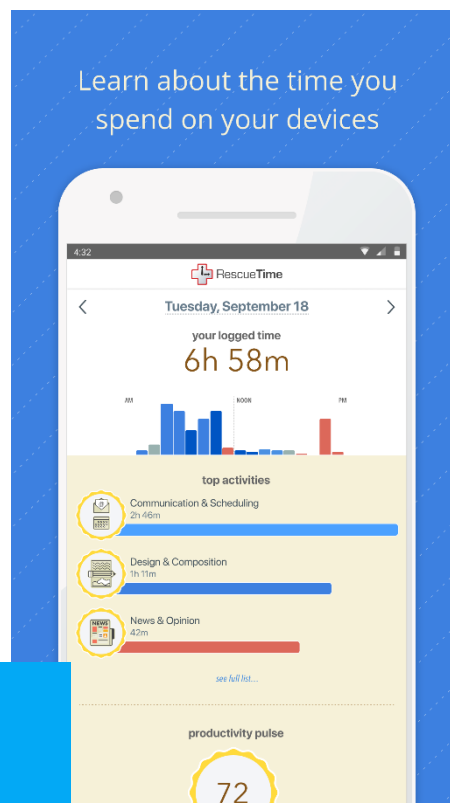 Learn about the time you
spend on your devices
4:32
RescueTime
Tuesday, September 18
your logged time
6h 58m
AM NOON PM
top activities
Communication & Scheduling
2h 46m
Design & Composition
1h 11m
NEWS
News & Opinion
42m
see full list...
productivity pulse
72